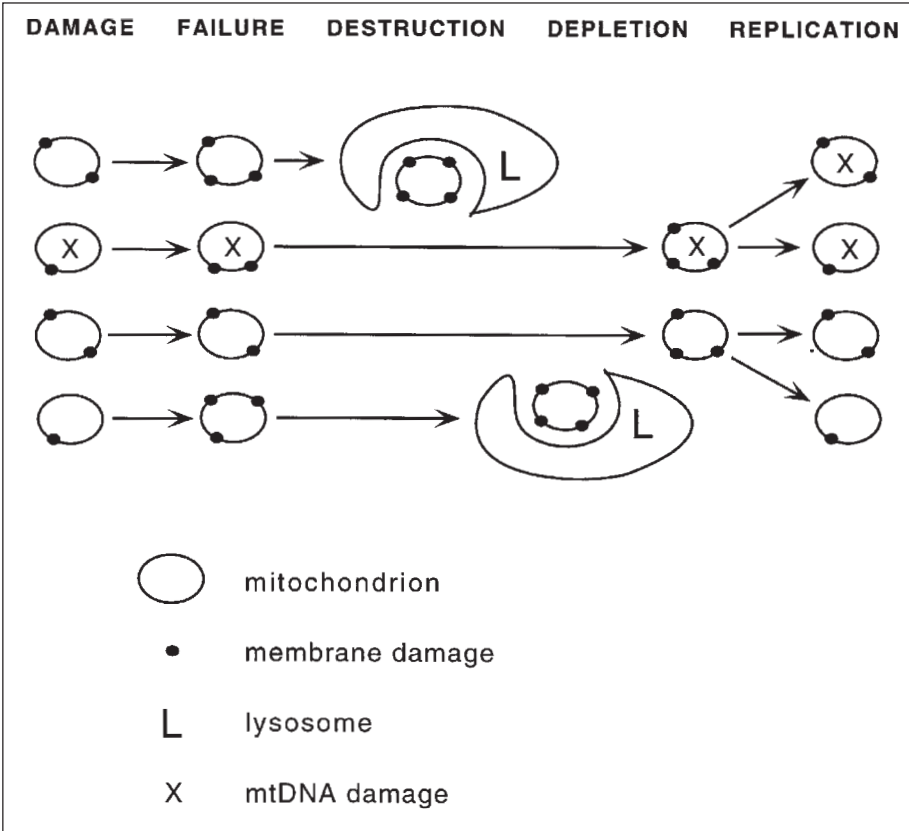 DAMAGE FAILURE DESTRUCTION DEPLETION REPLICATION
L
X
X X X X
L
mitochondrion
membrane damage
L lysosome
X mtDNA damage